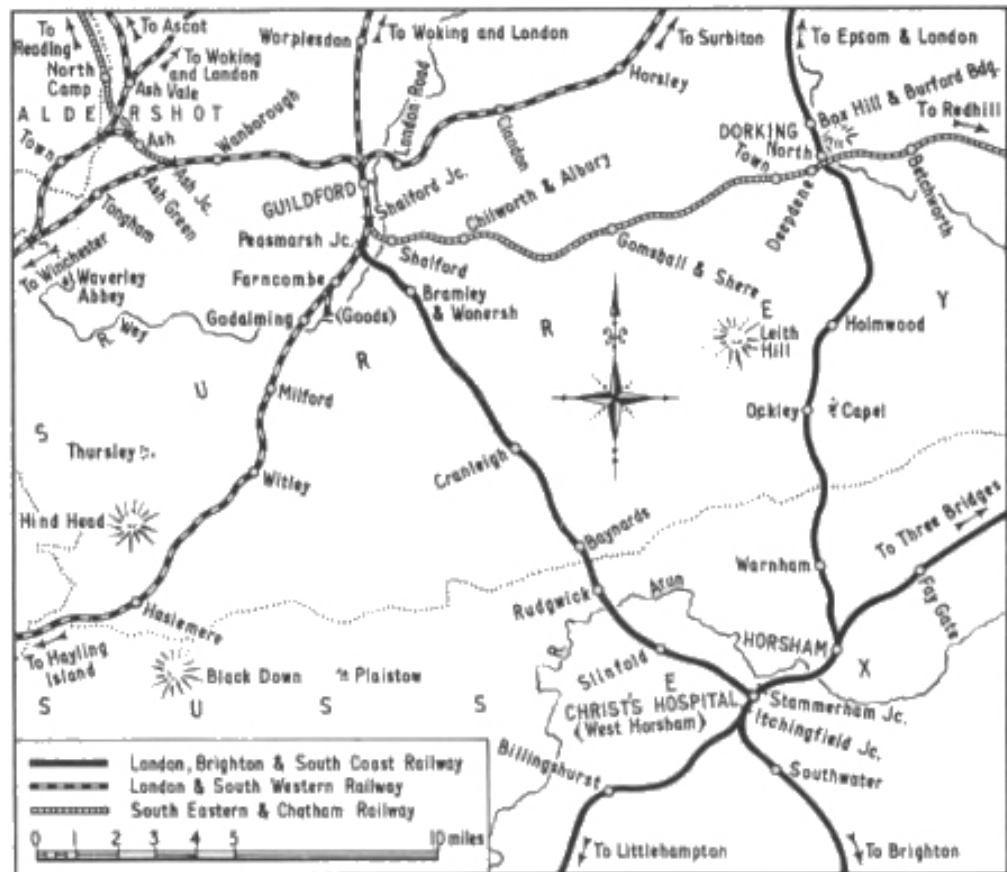 To Reading
To Ascot
To Woking and London
North Camp
Ash Vale
ALDERSHOT
Town
Ash
Ash Jc.
Ash Green
Tongham
Wanborough
Worplesdon
To Woking and London
London Road
GUILDFORD
Shalford Jc.
Peasmarsh Jc.
Shalford
Clandon
Horsley
To Surbiton
Chilworth & Albury
Gomshall & Shere
To Epsom & London
Box Hill & Burford Bdg.
To Redhill
DORKING
North
Town
Deepdene
Betchworth
To Winchester
Waverley Abbey
R. Wey
Farncombe
Godalming
(Goods)
Bramley & Wonersh
Milford
Witley
Thursley
Hind Head
Haslemere
To Hayling Island
Black Down
Plaistow
Cranleigh
Baynards
Rudgwick
R. Arun
Slinfold
Leith Hill
Holmwood
Ockley
Capel
Warnham
To Three Bridges
Fay Gate
HORSHAM
CHRIST'S HOSPITAL
(West Horsham)
Stammerham Jc.
Itchingfield Jc.
Billingshurst
Southwater
To Littlehampton
To Brighton
S U R R E Y
S U S S E X
London, Brighton & South Coast Railway
London & South Western Railway
South Eastern & Chatham Railway
0 1 2 3 4 5 10 miles